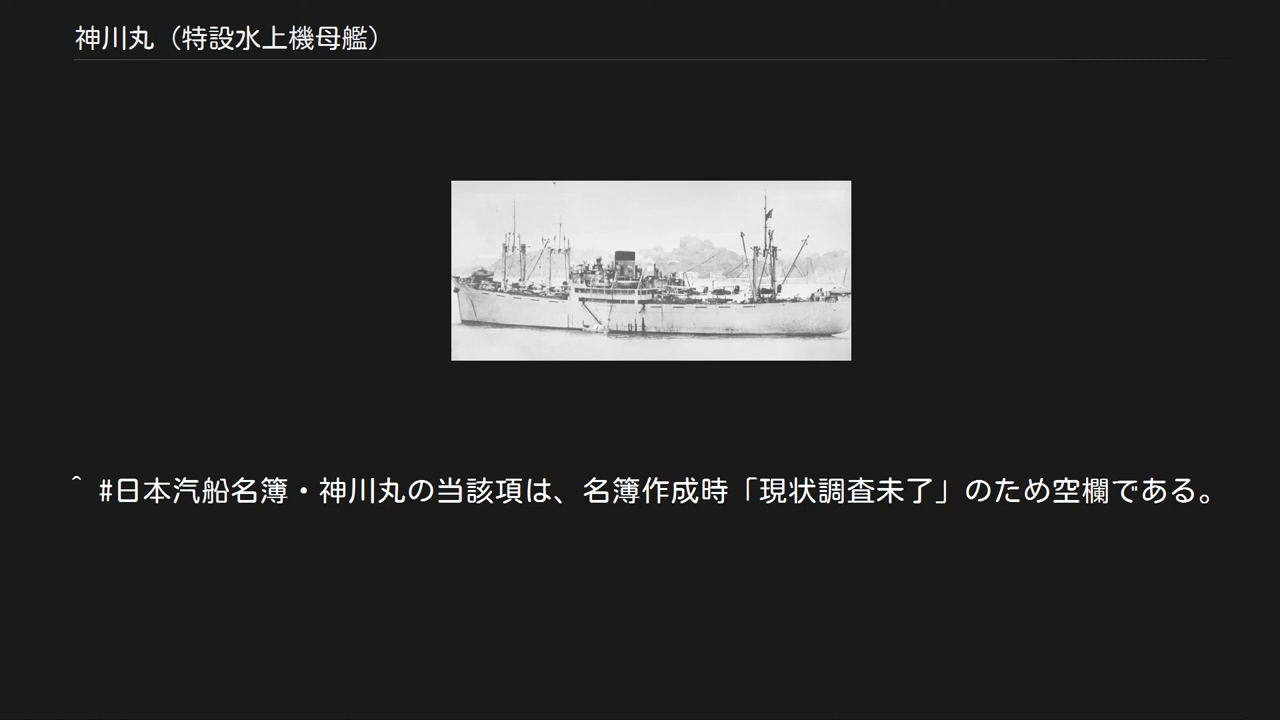 神川丸（特設水上機母艦）
^ #日本汽船名簿・神川丸の当該項は、名簿作成時「現状調査未了」のため空欄である。